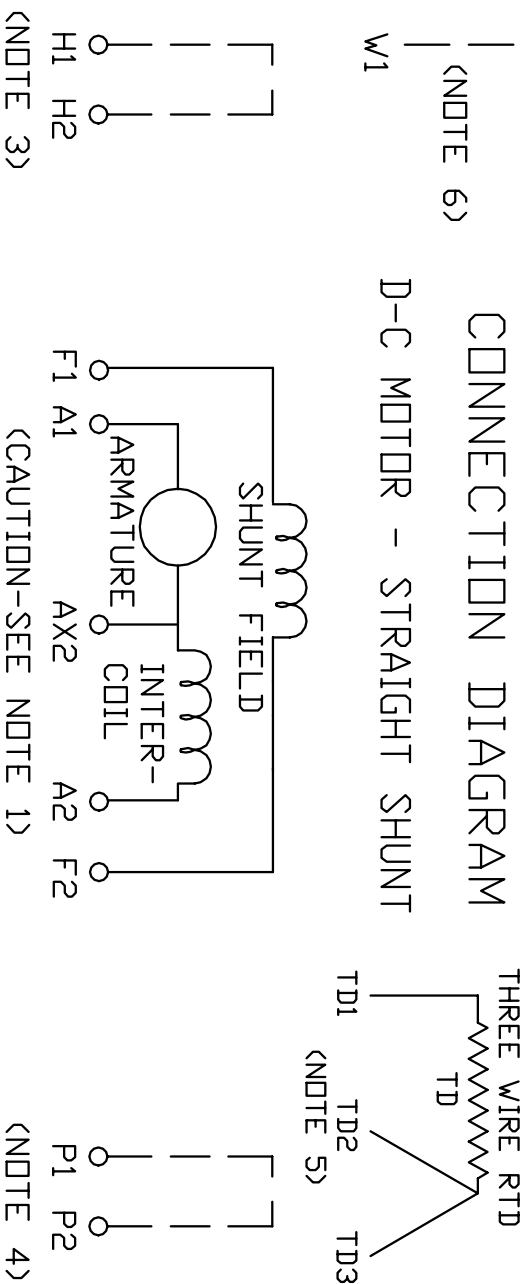 CONNECTION DIAGRAM
D-C MOTOR - STRAIGHT SHUNT
W1
(NOTE 6)
H1 H2
(NOTE 3)
SHUNT FIELD
ARMATURE
INTER-
COIL
F1 A1 AX2 A2 F2
(CAUTION-SEE NOTE 1)
THREE WIRE RTD
TD
TD1 TD2 TD3
(NOTE 5)
P1 P2
(NOTE 4)